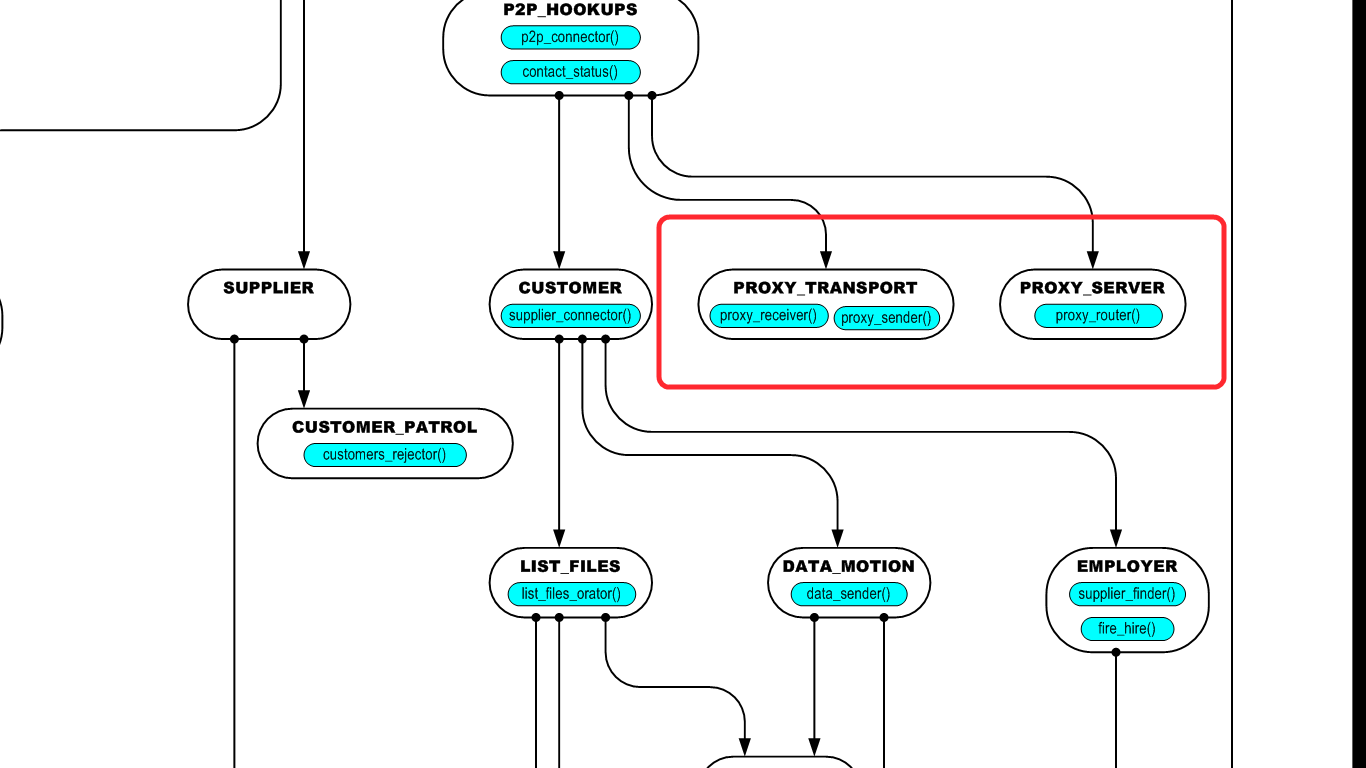 P2P_HOOKUPS
p2p_connector()
contact_status()
SUPPLIER
CUSTOMER
supplier_connector()
PROXY_TRANSPORT
proxy_receiver()
proxy_sender()
PROXY_SERVER
proxy_router()
CUSTOMER_PATROL
customers_rejector()
LIST_FILES
list_files_orator()
DATA_MOTION
data_sender()
EMPLOYER
supplier_finder()
fire_hire()